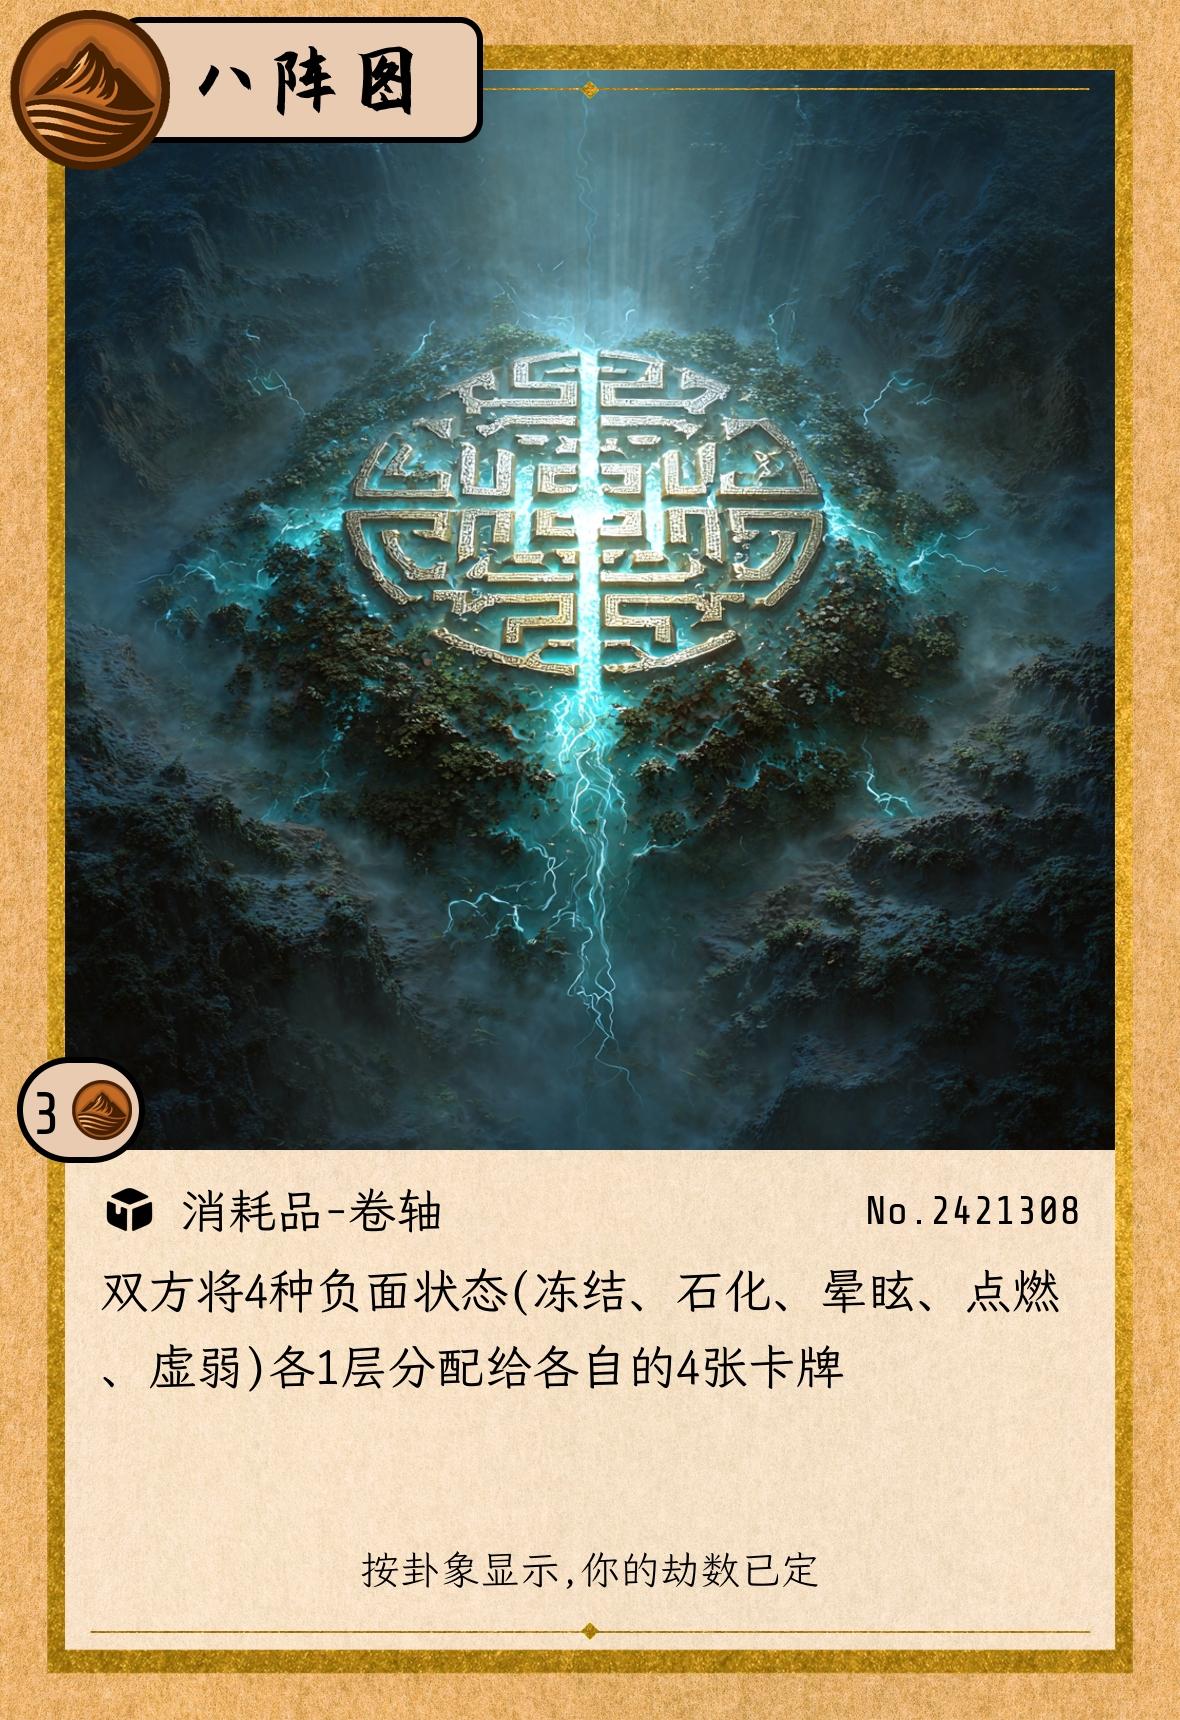 八阵图
3
消耗品-卷轴
No.2421308
双方将4种负面状态(冻结、石化、晕眩、点燃
、虚弱)各1层分配给各自的4张卡牌
按卦象显示,你的劫数已定